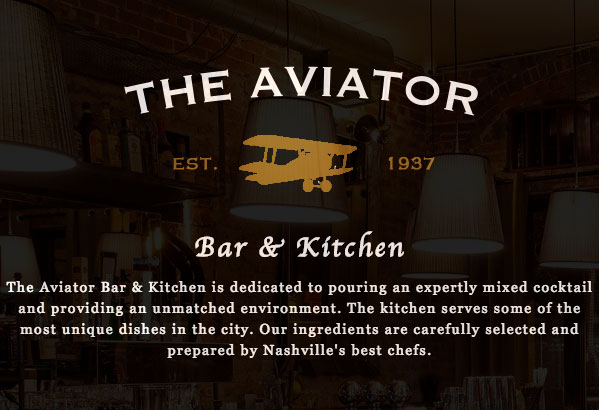 THE AVIATOR
EST. 1937
Bar & Kitchen
The Aviator Bar & Kitchen is dedicated to pouring an expertly mixed cocktail
and providing an unmatched environment. The kitchen serves some of the
most unique dishes in the city. Our ingredients are carefully selected and
prepared by Nashville's best chefs.